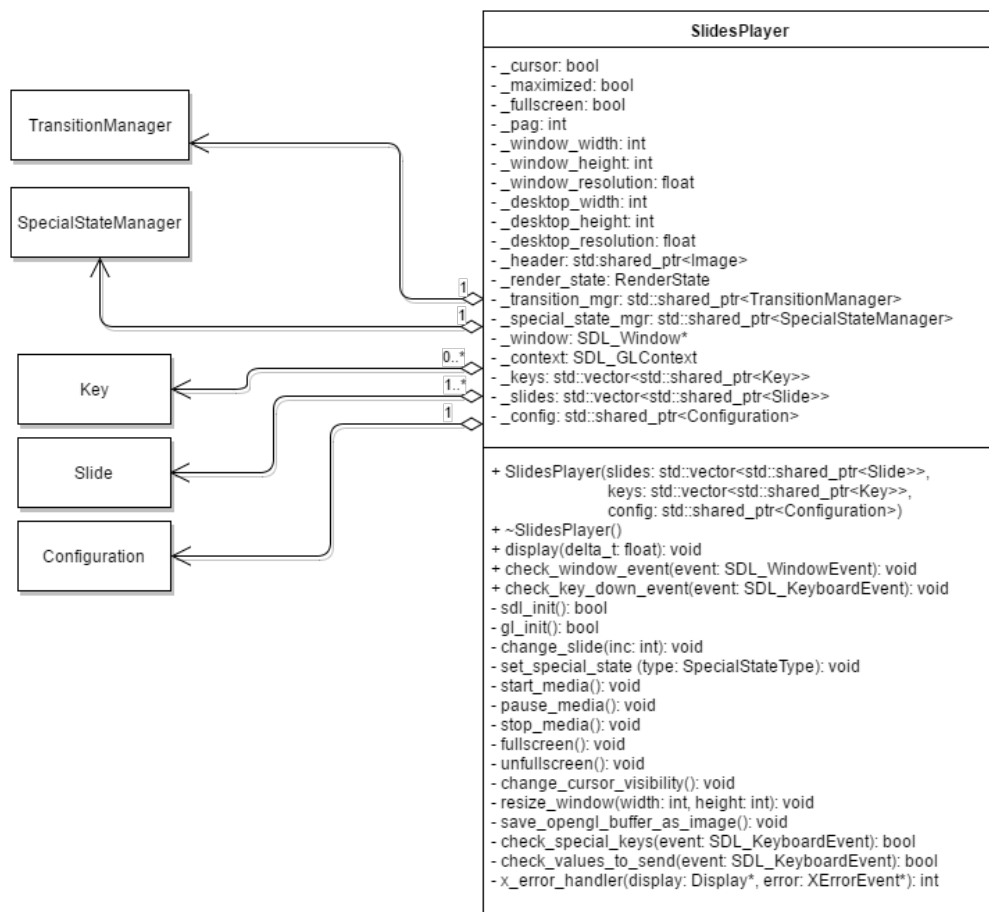 SlidesPlayer
- _cursor: bool
- _maximized: bool
- _fullscreen: bool
- _pag: int
- _window_width: int
- _window_height: int
- _window_resolution: float
- _desktop_width: int
- _desktop_height: int
- _desktop_resolution: float
- _header: std:shared_ptr<Image>
- _render_state: RenderState
- _transition_mgr: std::shared_ptr<TransitionManager>
- _special_state_mgr: std::shared_ptr<SpecialStateManager>
- _window: SDL_Window*
- _context: SDL_GLContext
- _keys: std::vector<std::shared_ptr<Key>>
- _slides: std::vector<std::shared_ptr<Slide>>
- _config: std::shared_ptr<Configuration>
+ SlidesPlayer(slides: std::vector<std::shared_ptr<Slide>>,
keys: std::vector<std::shared_ptr<Key>>,
config: std::shared_ptr<Configuration>)
+ ~SlidesPlayer()
+ display(delta_t: float): void
+ check_window_event(event: SDL_WindowEvent): void
+ check_key_down_event(event: SDL_KeyboardEvent): void
- sdl_init(): bool
- gl_init(): bool
- change_slide(inc: int): void
- set_special_state (type: SpecialStateType): void
- start_media(): void
- pause_media(): void
- stop_media(): void
- fullscreen(): void
- unfullscreen(): void
- change_cursor_visibility(): void
- resize_window(width: int, height: int): void
- save_opengl_buffer_as_image(): void
- check_special_keys(event: SDL_KeyboardEvent): bool
- check_values_to_send(event: SDL_KeyboardEvent): bool
- x_error_handler(display: Display*, error: XErrorEvent*): int
TransitionManager
SpecialStateManager
Key
Slide
Configuration
1
1
0..*
1..*
1